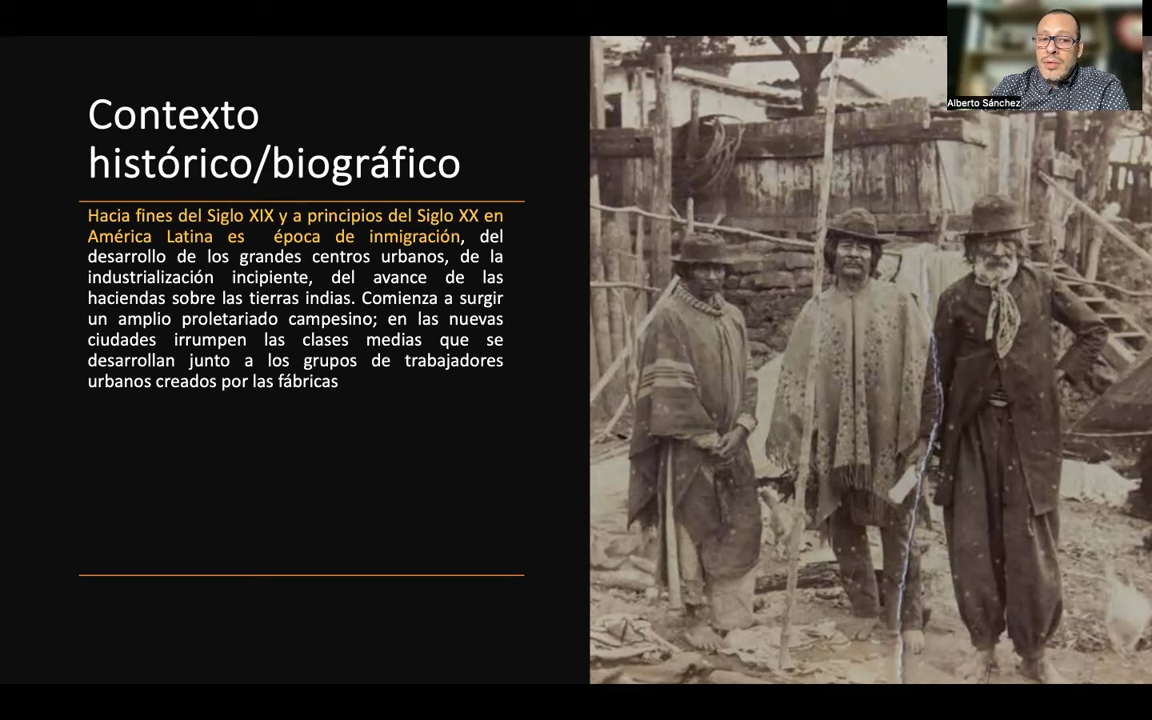 Contexto
histórico/biográfico
Hacia fines del Siglo XIX y a principios del Siglo XX en
América Latina es época de inmigración, del
desarrollo de los grandes centros urbanos, de la
industrialización incipiente, del avance de las
haciendas sobre las tierras indias. Comienza a surgir
un amplio proletariado campesino; en las nuevas
ciudades irrumpen las clases medias que se
desarrollan junto a los grupos de trabajadores
urbanos creados por las fábricas
Alberto Sánchez